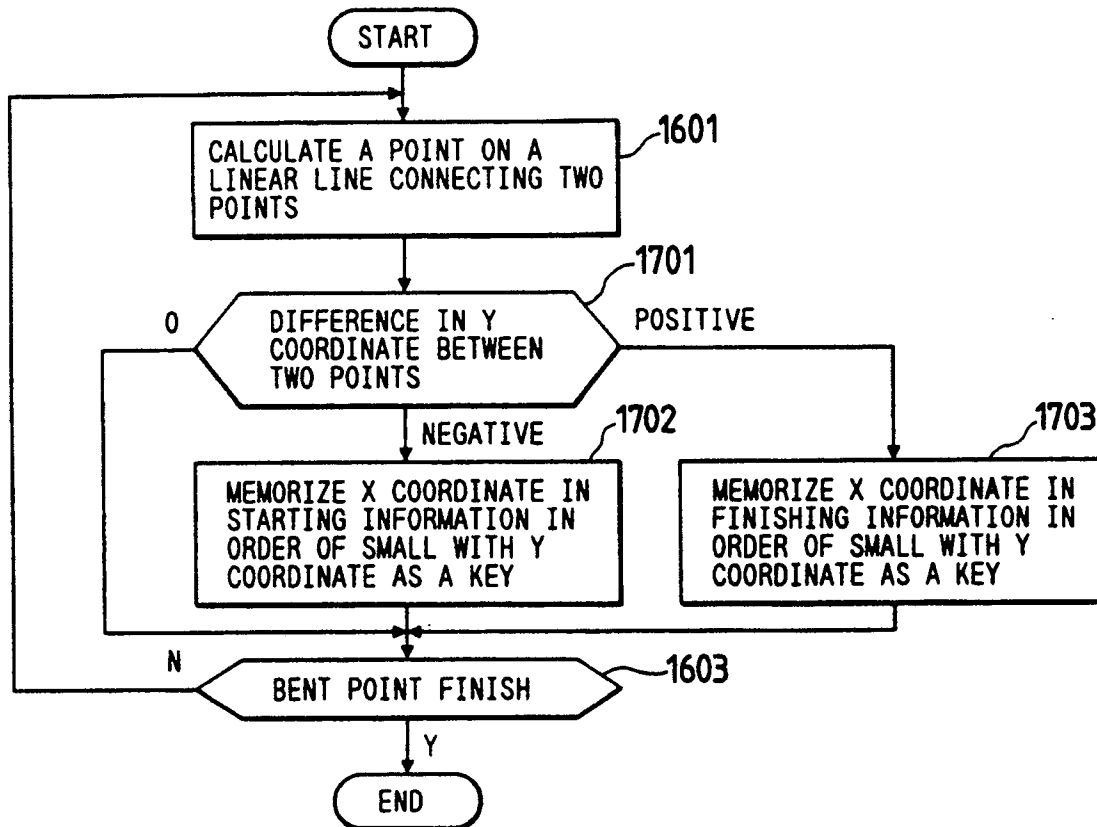 START
1601
CALCULATE A POINT ON A
LINEAR LINE CONNECTING TWO
POINTS
1701
O
DIFFERENCE IN Y
COORDINATE BETWEEN
TWO POINTS
POSITIVE
NEGATIVE
1702
1703
MEMORIZE X COORDINATE IN
STARTING INFORMATION IN
ORDER OF SMALL WITH Y
COORDINATE AS A KEY
MEMORIZE X COORDINATE IN
FINISHING INFORMATION IN
ORDER OF SMALL WITH Y
COORDINATE AS A KEY
N
BENT POINT FINISH
1603
Y
END